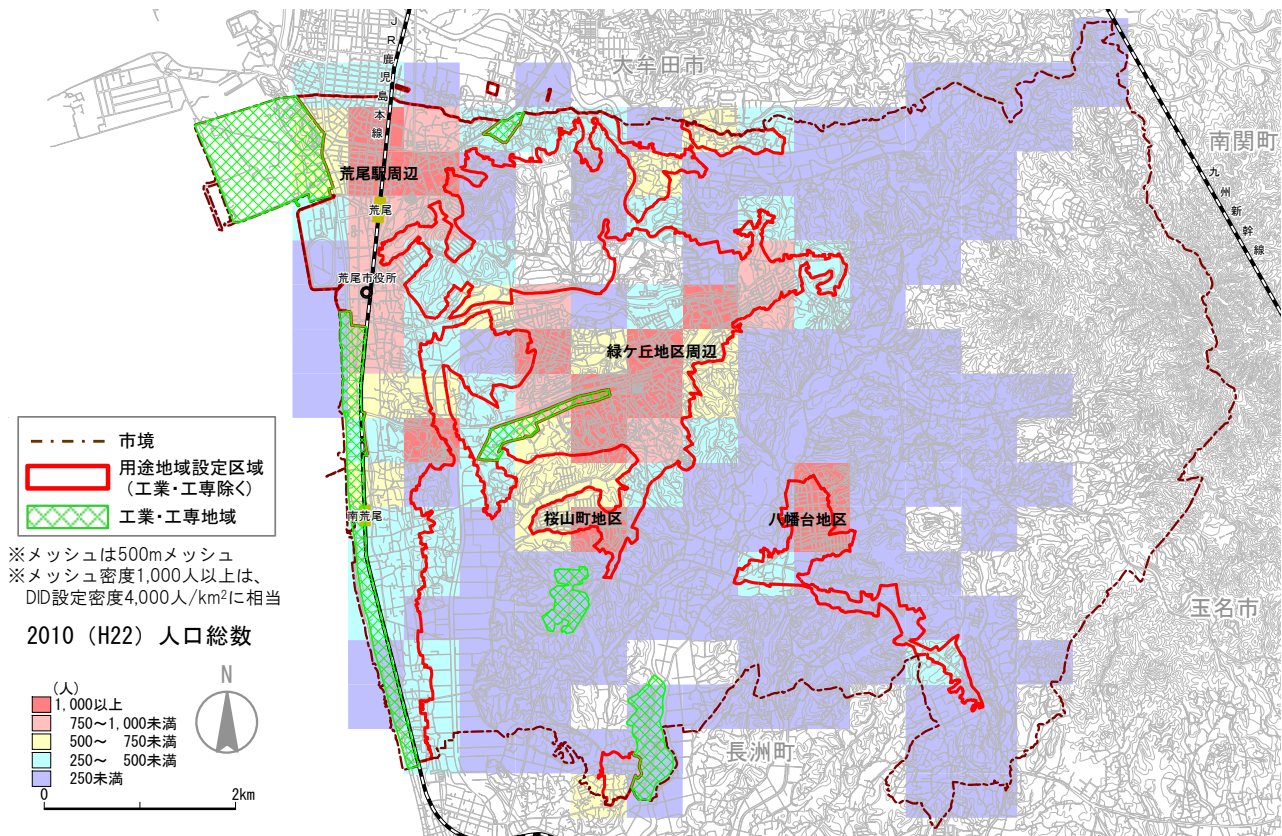 JR鹿児島本線
大牟田市
南関町
九州新幹線
荒尾駅周辺
荒尾
荒尾市役所
緑ケ丘地区周辺
市境
用途地域設定区域
（工業・工専除く）
工業・工専地域
桜山町地区
八幡台地区
南荒尾
※メッシュは500mメッシュ
※メッシュ密度1,000人以上は、
DID設定密度4,000人/km²に相当
玉名市
2010（H22）人口総数
N
（人）
1,000以上
750～1,000未満
500～ 750未満
250～ 500未満
250未満
長洲町
0 2km